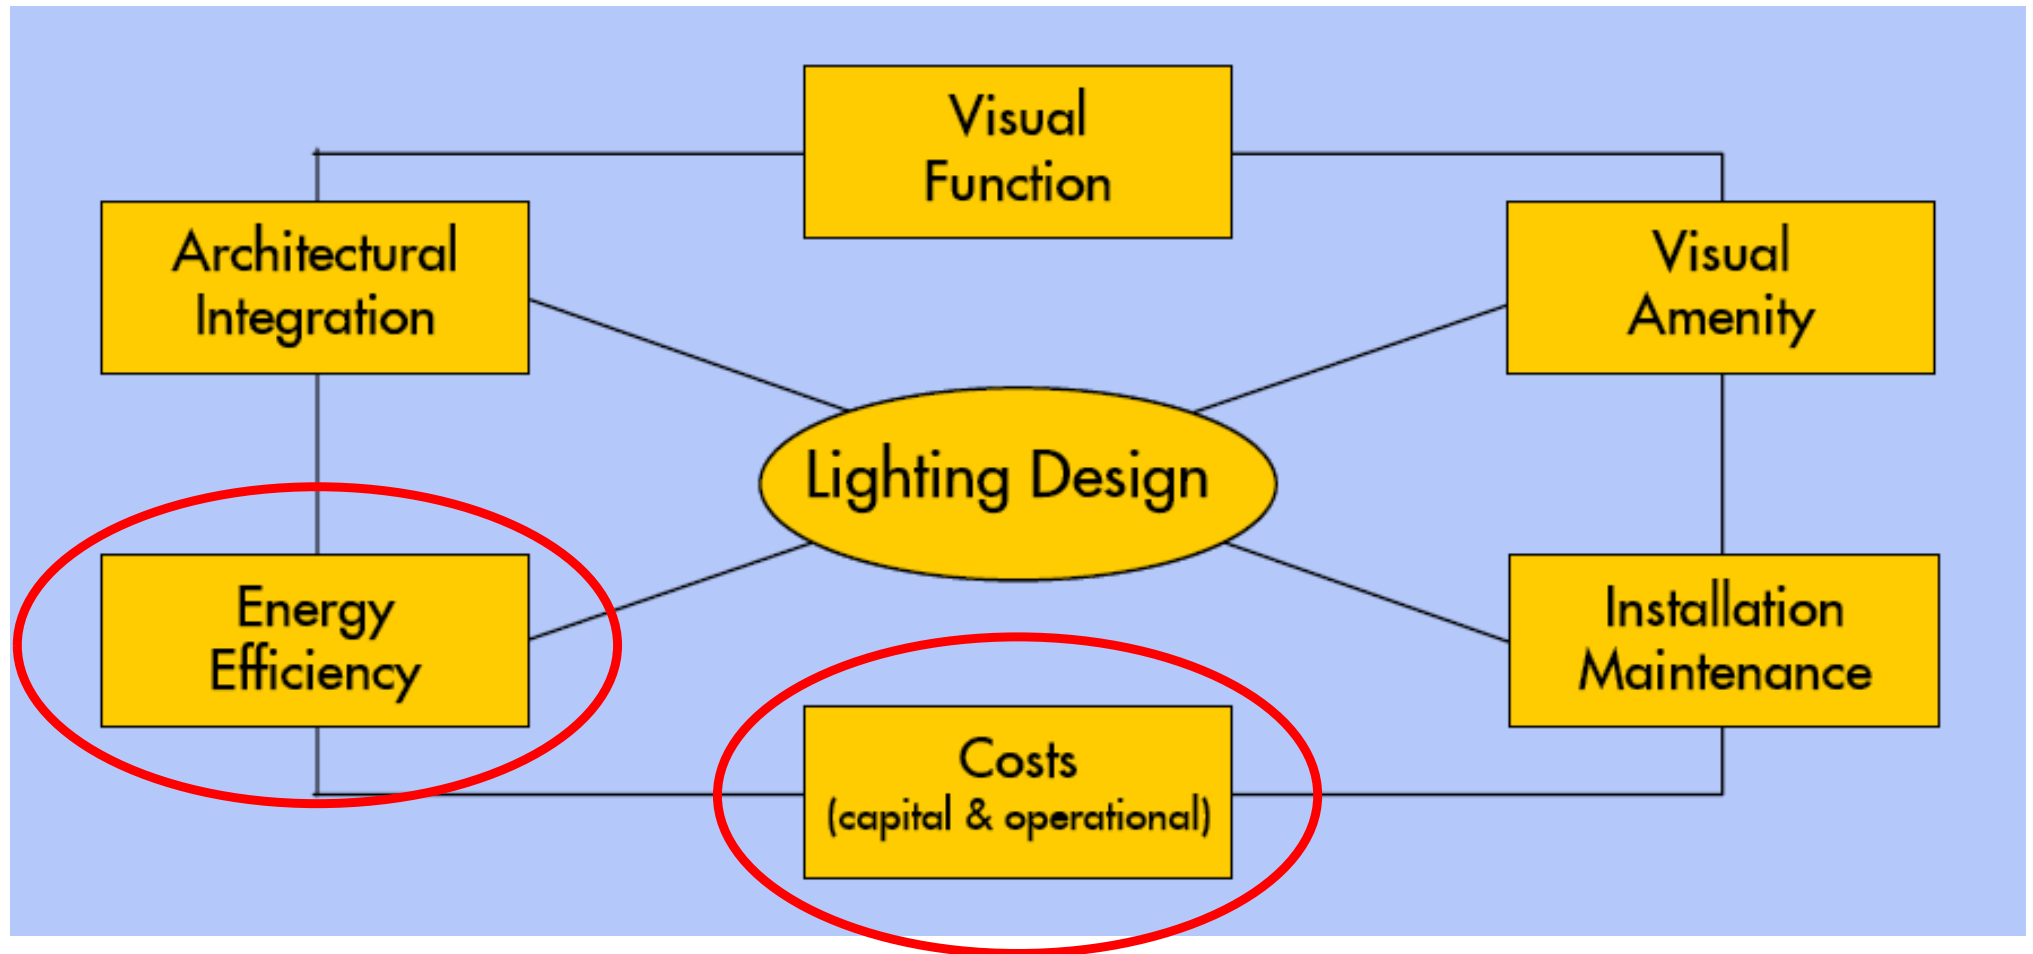 Visual
Function
Architectural
Integration
Visual
Amenity
Lighting Design
Energy
Efficiency
Installation
Maintenance
Costs
(capital & operational)